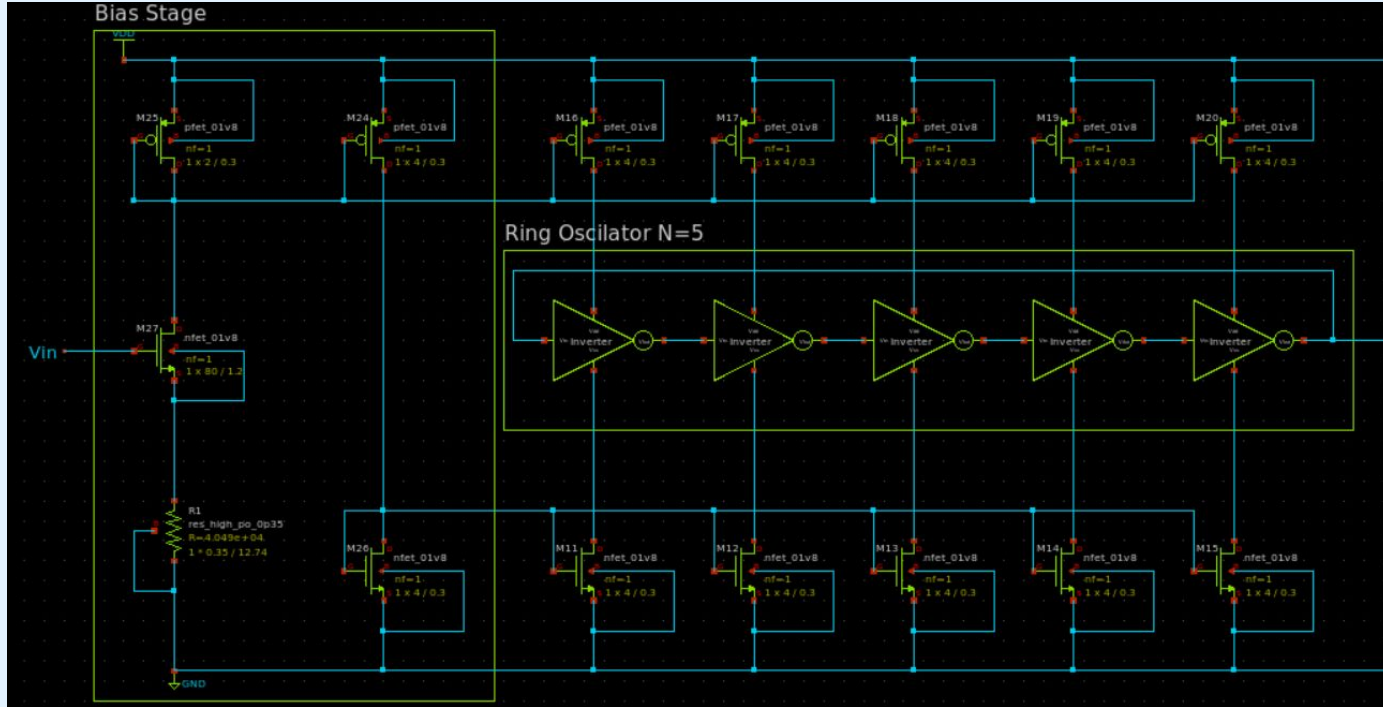 Bias Stage
VDD
M25
pfet_01v8
nf=1
1 x 2 / 0.3
M24
pfet_01v8
nf=1
1 x 4 / 0.3
M16
pfet_01v8
nf=1
1 x 4 / 0.3
M17
pfet_01v8
nf=1
1 x 4 / 0.3
M18
pfet_01v8
nf=1
1 x 4 / 0.3
M19
pfet_01v8
nf=1
1 x 4 / 0.3
M20
pfet_01v8
nf=1
1 x 4 / 0.3
Ring Oscilator N=5
Inverter
Inverter
Inverter
Inverter
Inverter
M27
nfet_01v8
nf=1
1 x 80 / 1.2
Vin
R1
res_high_po_0p35
R=4.049e+04
1 * 0.35 / 12.74
M26
nfet_01v8
nf=1
1 x 4 / 0.3
M11
nfet_01v8
nf=1
1 x 4 / 0.3
M12
nfet_01v8
nf=1
1 x 4 / 0.3
M13
nfet_01v8
nf=1
1 x 4 / 0.3
M14
nfet_01v8
nf=1
1 x 4 / 0.3
M15
nfet_01v8
nf=1
1 x 4 / 0.3
GND